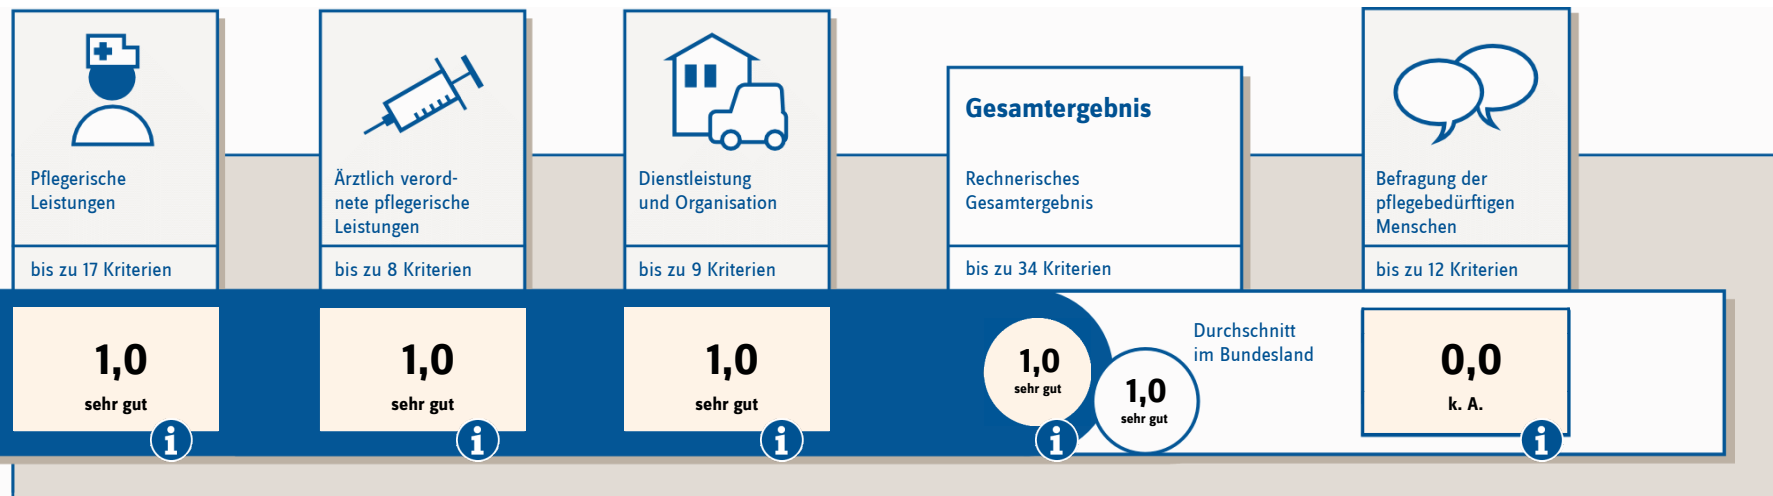 Pflegerische
Leistungen
bis zu 17 Kriterien
1,0
sehr gut
i
Ärztlich verord-
nete pflegerische
Leistungen
bis zu 8 Kriterien
1,0
sehr gut
i
Dienstleistung
und Organisation
bis zu 9 Kriterien
1,0
sehr gut
i
Gesamtergebnis
Rechnerisches
Gesamtergebnis
bis zu 34 Kriterien
1,0
sehr gut
i
Durchschnitt
im Bundesland
1,0
sehr gut
Befragung der
pflegebedürftigen
Menschen
bis zu 12 Kriterien
0,0
k. A.
i